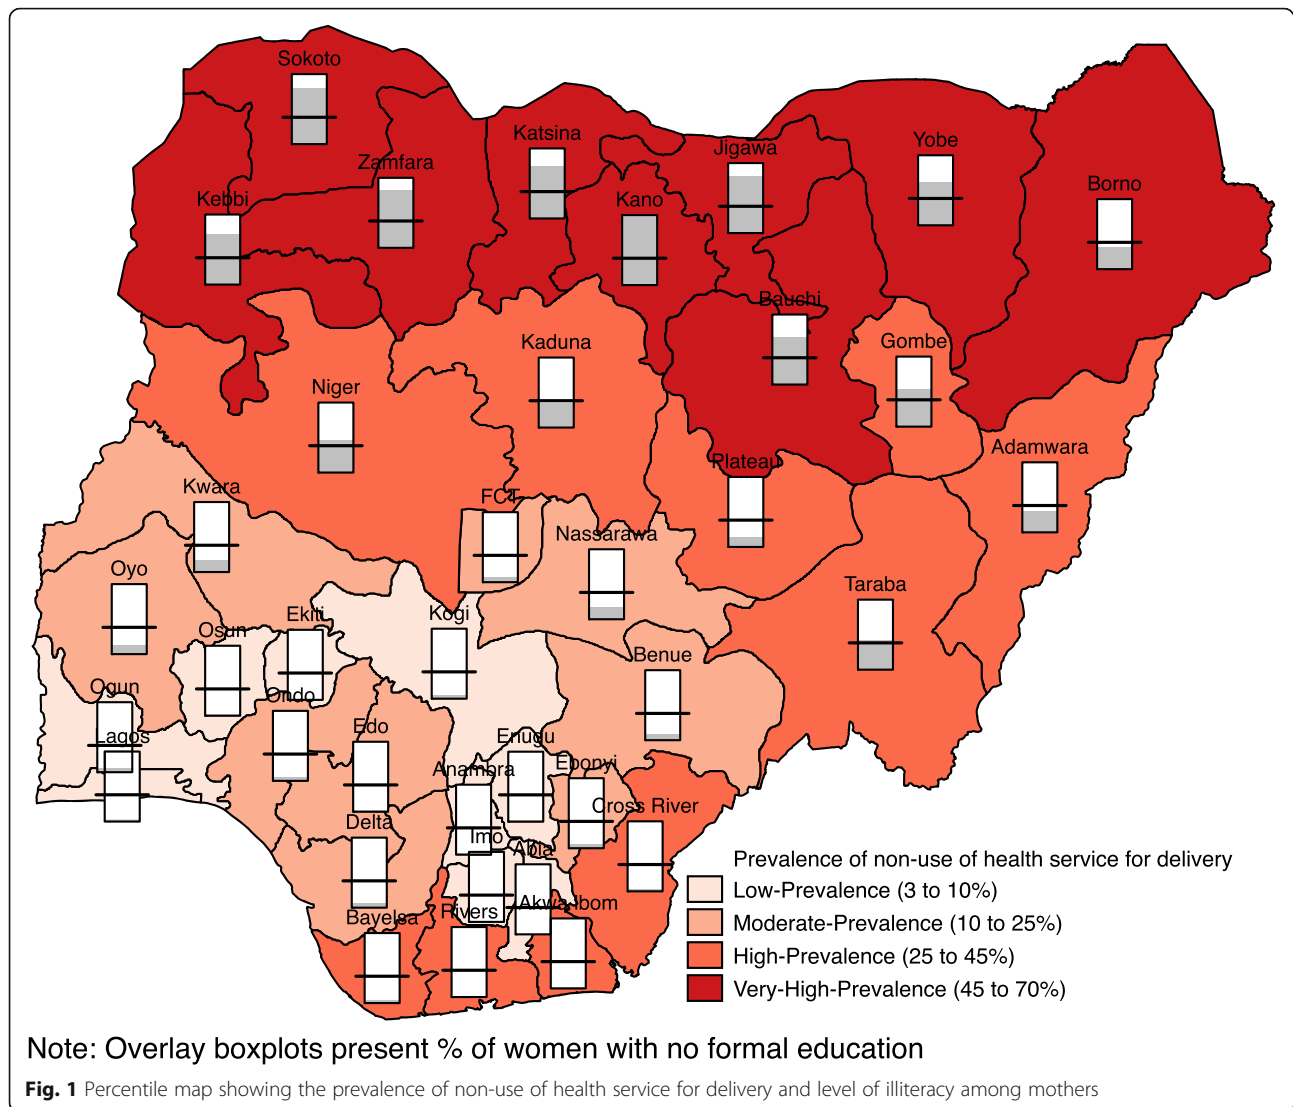 Sokoto
Katsina
Zamfara
Jigawa
Yobe
Borno
Kebbi
Kano
Bauchi
Kaduna
Gombe
Niger
Adamwara
Plateau
Kwara
FCT
Nassarawa
Oyo
Taraba
Ekiti
Kogi
Osun
Benue
Ogun
Ondo
Edo
Lagos
Enugu
Anambra
Ebonyi
Cross River
Delta
Imo
Abia
Akwa Ibom
Rivers
Bayelsa
Prevalence of non-use of health service for delivery
Low-Prevalence (3 to 10%)
Moderate-Prevalence (10 to 25%)
High-Prevalence (25 to 45%)
Very-High-Prevalence (45 to 70%)
Note: Overlay boxplots present % of women with no formal education
Fig. 1 Percentile map showing the prevalence of non-use of health service for delivery and level of illiteracy among mothers